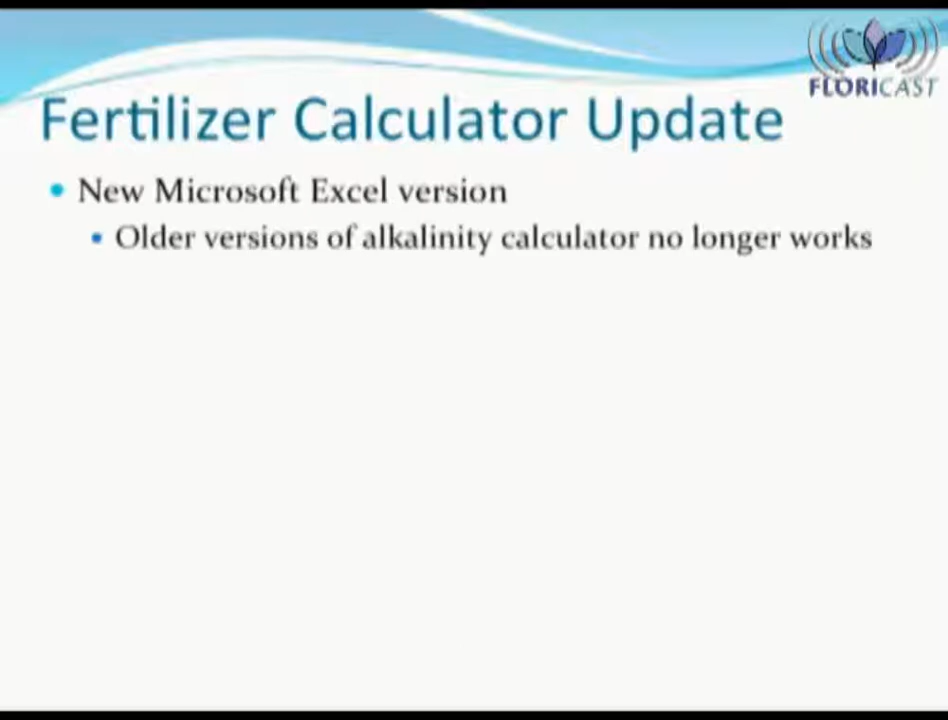 FLORICAST
Fertilizer Calculator Update
• New Microsoft Excel version
• Older versions of alkalinity calculator no longer works